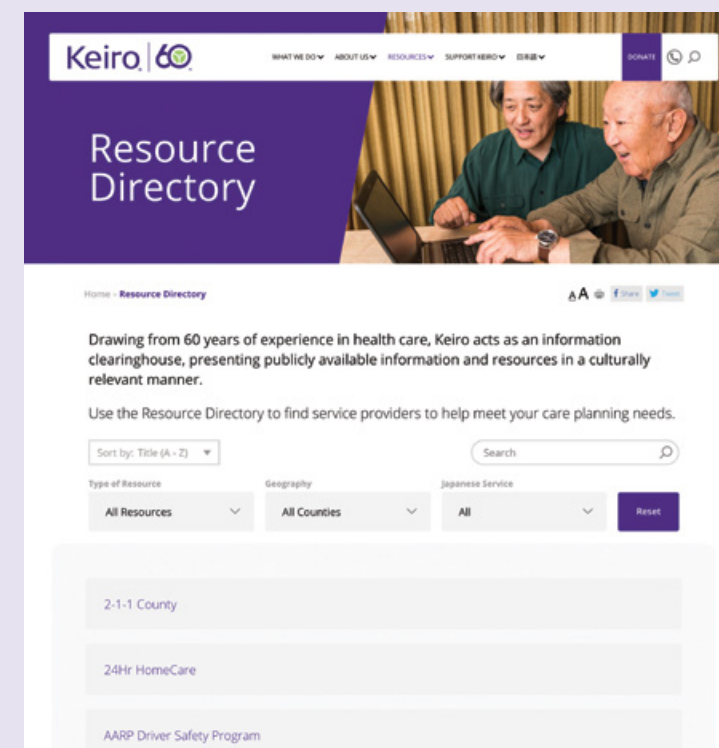 Keiro 60
WHAT WE DO ABOUT US RESOURCES SUPPORT KEIRO 日本語 DONATE
Resource
Directory
Home › Resource Directory
A A Share Tweet
Drawing from 60 years of experience in health care, Keiro acts as an information
clearinghouse, presenting publicly available information and resources in a culturally
relevant manner.
Use the Resource Directory to find service providers to help meet your care planning needs.
Sort by: Title (A - Z) Search
Type of Resource Geography Japanese Service
All Resources All Counties All Reset
2-1-1 County
24Hr HomeCare
AARP Driver Safety Program